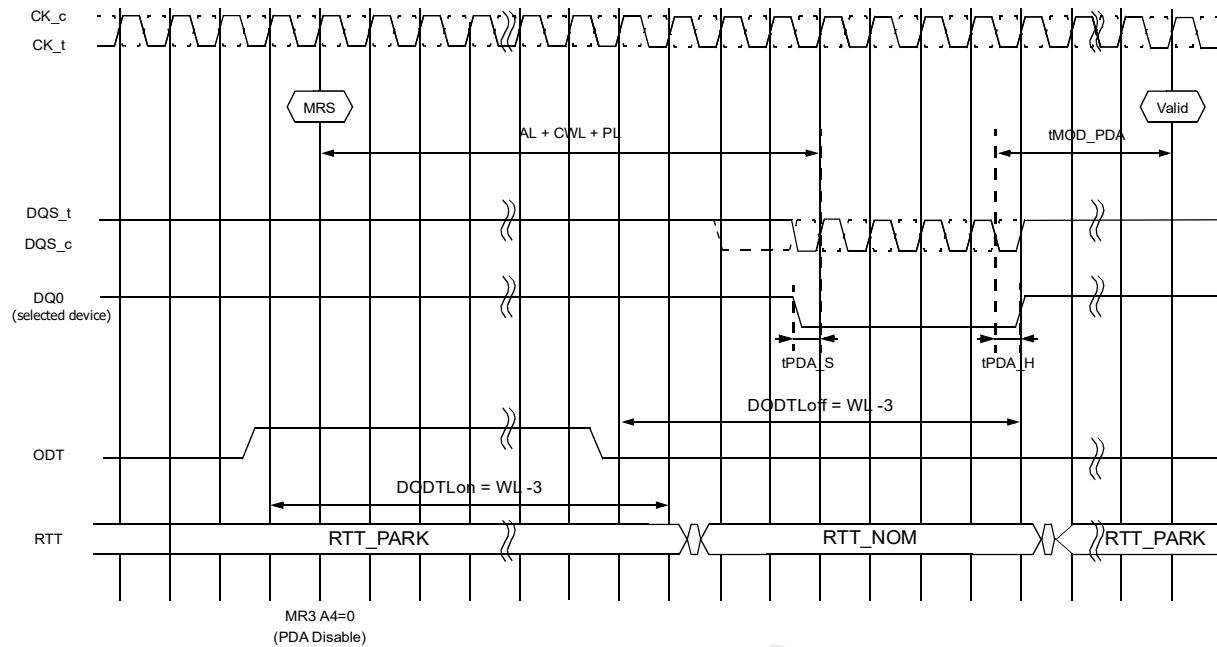 CK_c
CK_t
MRS
Valid
AL + CWL + PL
tMOD_PDA
DQS_t
DQS_c
DQ0
(selected device)
tPDA_S
tPDA_H
DODTLoff = WL -3
ODT
DODTLon = WL -3
RTT
RTT_PARK
RTT_NOM
RTT_PARK
MR3 A4=0
(PDA Disable)